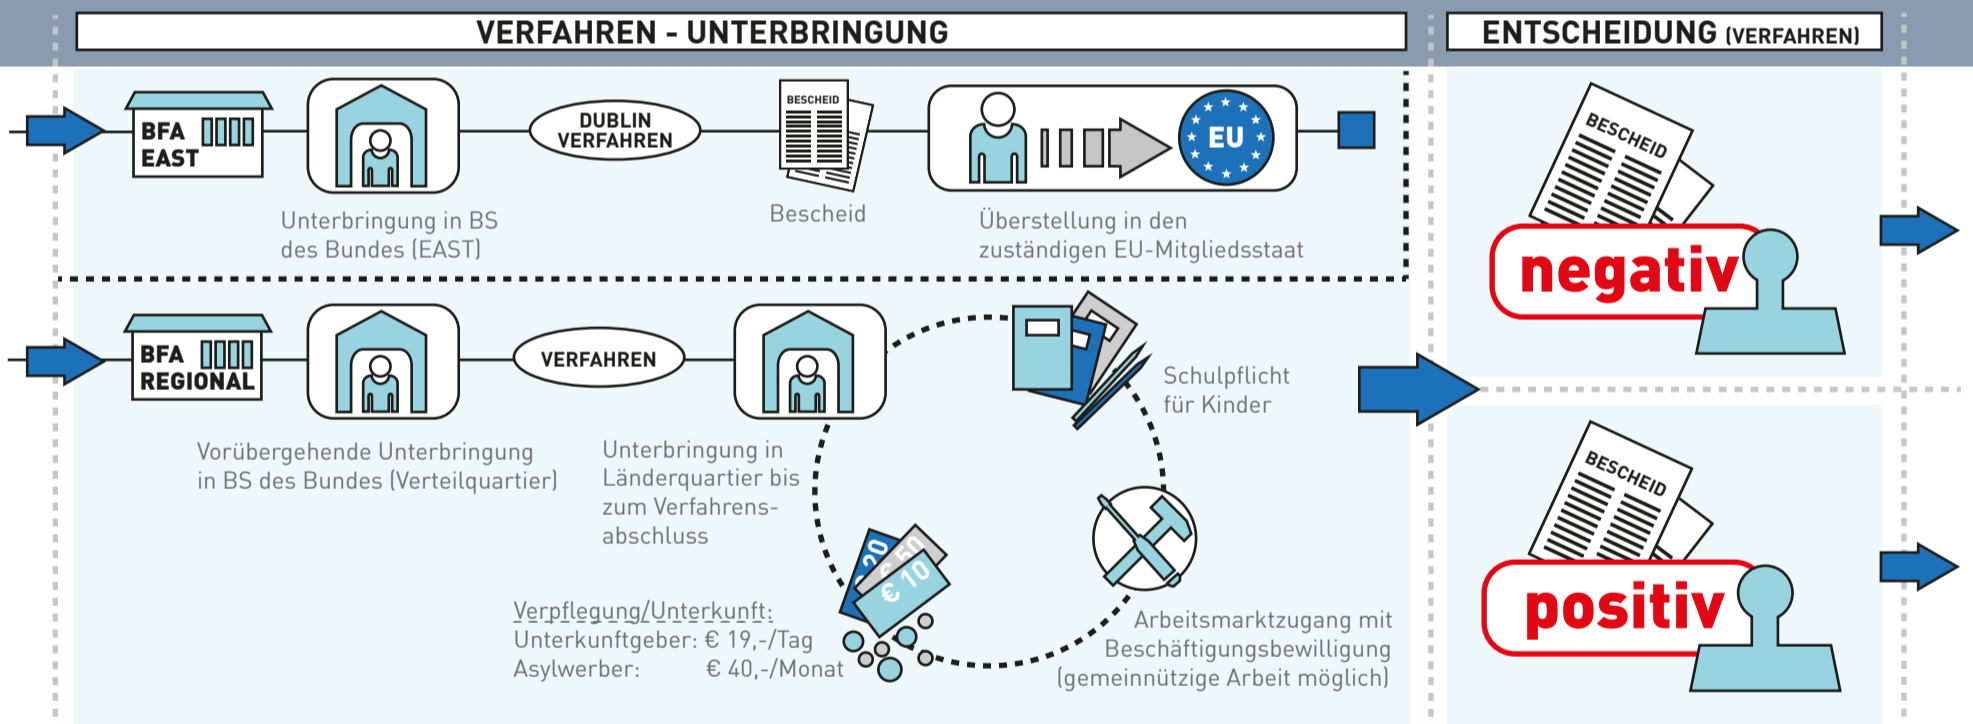 VERFAHREN - UNTERBRINGUNG
ENTSCHEIDUNG (VERFAHREN)
BFA
EAST
DUBLIN
VERFAHREN
BESCHEID
EU
Unterbringung in BS
des Bundes (EAST)
Bescheid
Überstellung in den
zuständigen EU-Mitgliedsstaat
BESCHEID
negativ
BFA
REGIONAL
VERFAHREN
Vorübergehende Unterbringung
in BS des Bundes (Verteilquartier)
Unterbringung in
Länderquartier bis
zum Verfahrens-
abschluss
Schulpflicht
für Kinder
€ 20
€ 50
€ 10
Verpflegung/Unterkunft:
Unterkunftgeber: € 19,-/Tag
Asylwerber: € 40,-/Monat
Arbeitsmarktzugang mit
Beschäftigungsbewilligung
(gemeinnützige Arbeit möglich)
BESCHEID
positiv